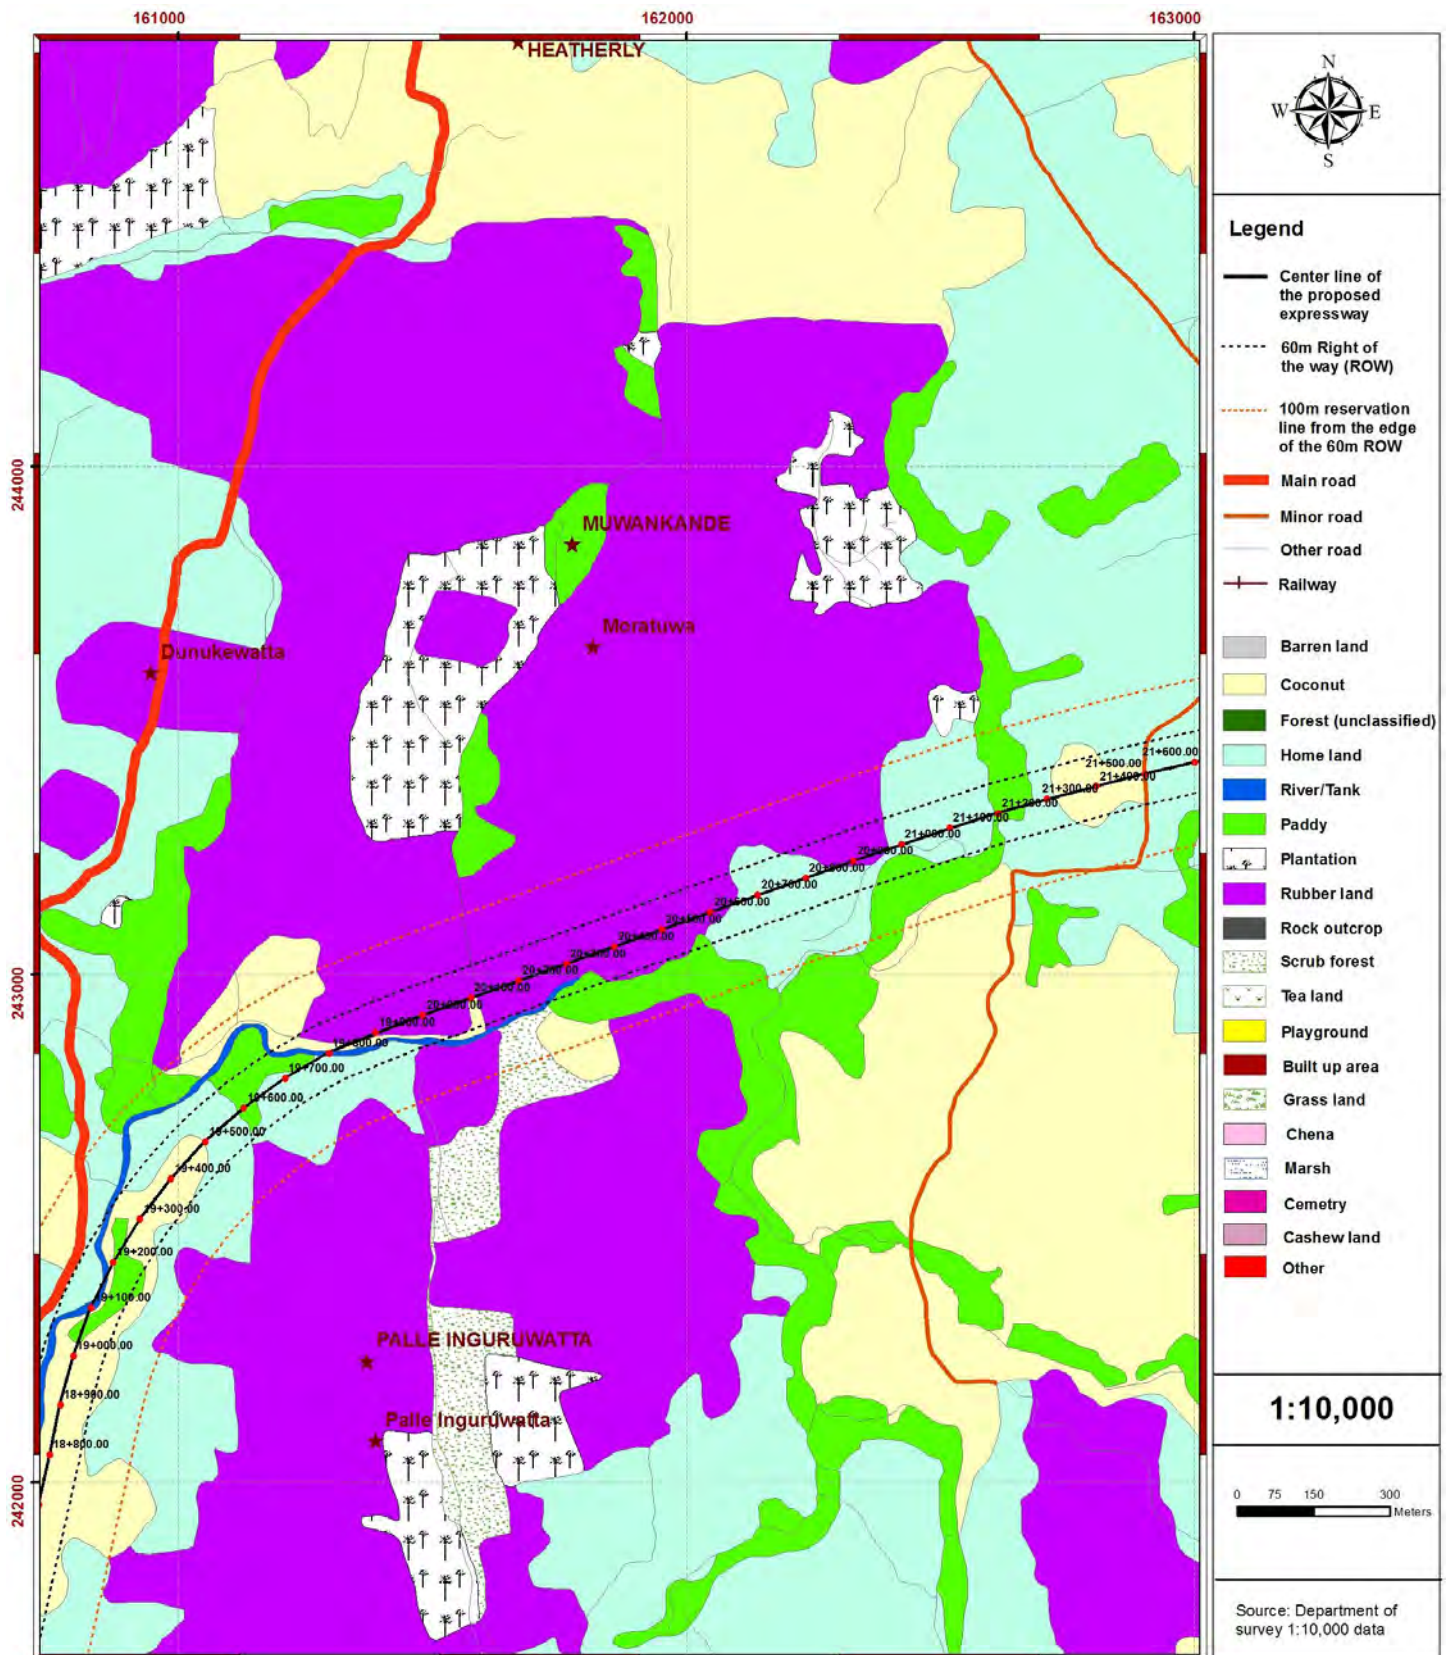 161000
162000
163000
HEATHERLY
244000
MUWANKANDE
Moratuwa
Dunukewatta
21+600.00
21+500.00
21+400.00
21+300.00
21+200.00
21+100.00
21+000.00
20+900.00
20+800.00
20+700.00
20+600.00
20+500.00
20+400.00
20+300.00
20+200.00
20+100.00
20+000.00
19+900.00
19+800.00
19+700.00
19+600.00
19+500.00
19+400.00
19+300.00
19+200.00
19+100.00
19+000.00
18+900.00
18+800.00
243000
PALLE INGURUWATTA
Palle Inguruwatta
242000
N
W
E
S
Legend
Center line of
the proposed
expressway
60m Right of
the way (ROW)
100m reservation
line from the edge
of the 60m ROW
Main road
Minor road
Other road
Railway
Barren land
Coconut
Forest (unclassified)
Home land
River/Tank
Paddy
Plantation
Rubber land
Rock outcrop
Scrub forest
Tea land
Playground
Built up area
Grass land
Chena
Marsh
Cemetry
Cashew land
Other
1:10,000
0 75 150 300
Meters
Source: Department of
survey 1:10,000 data